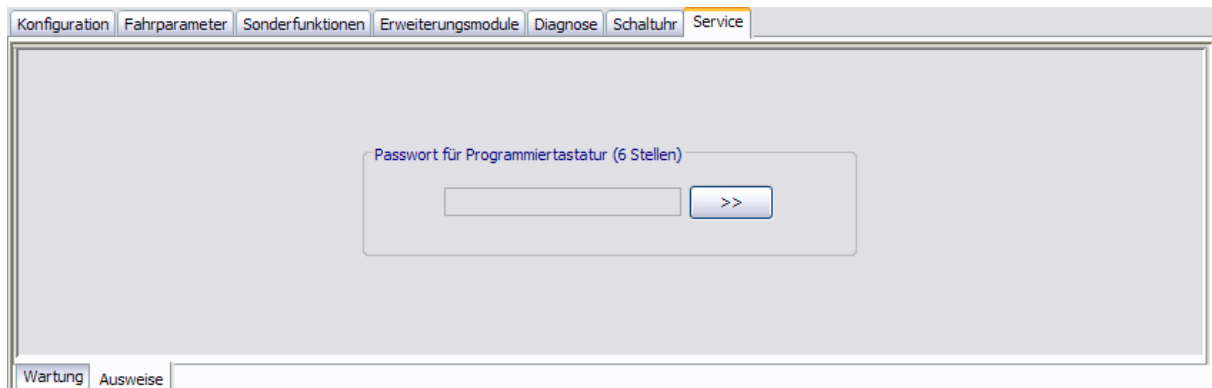 Konfiguration Fahrparameter Sonderfunktionen Erweiterungsmodule Diagnose Schaltuhr Service
Passwort für Programmiertastatur (6 Stellen)
>>
Wartung Ausweise